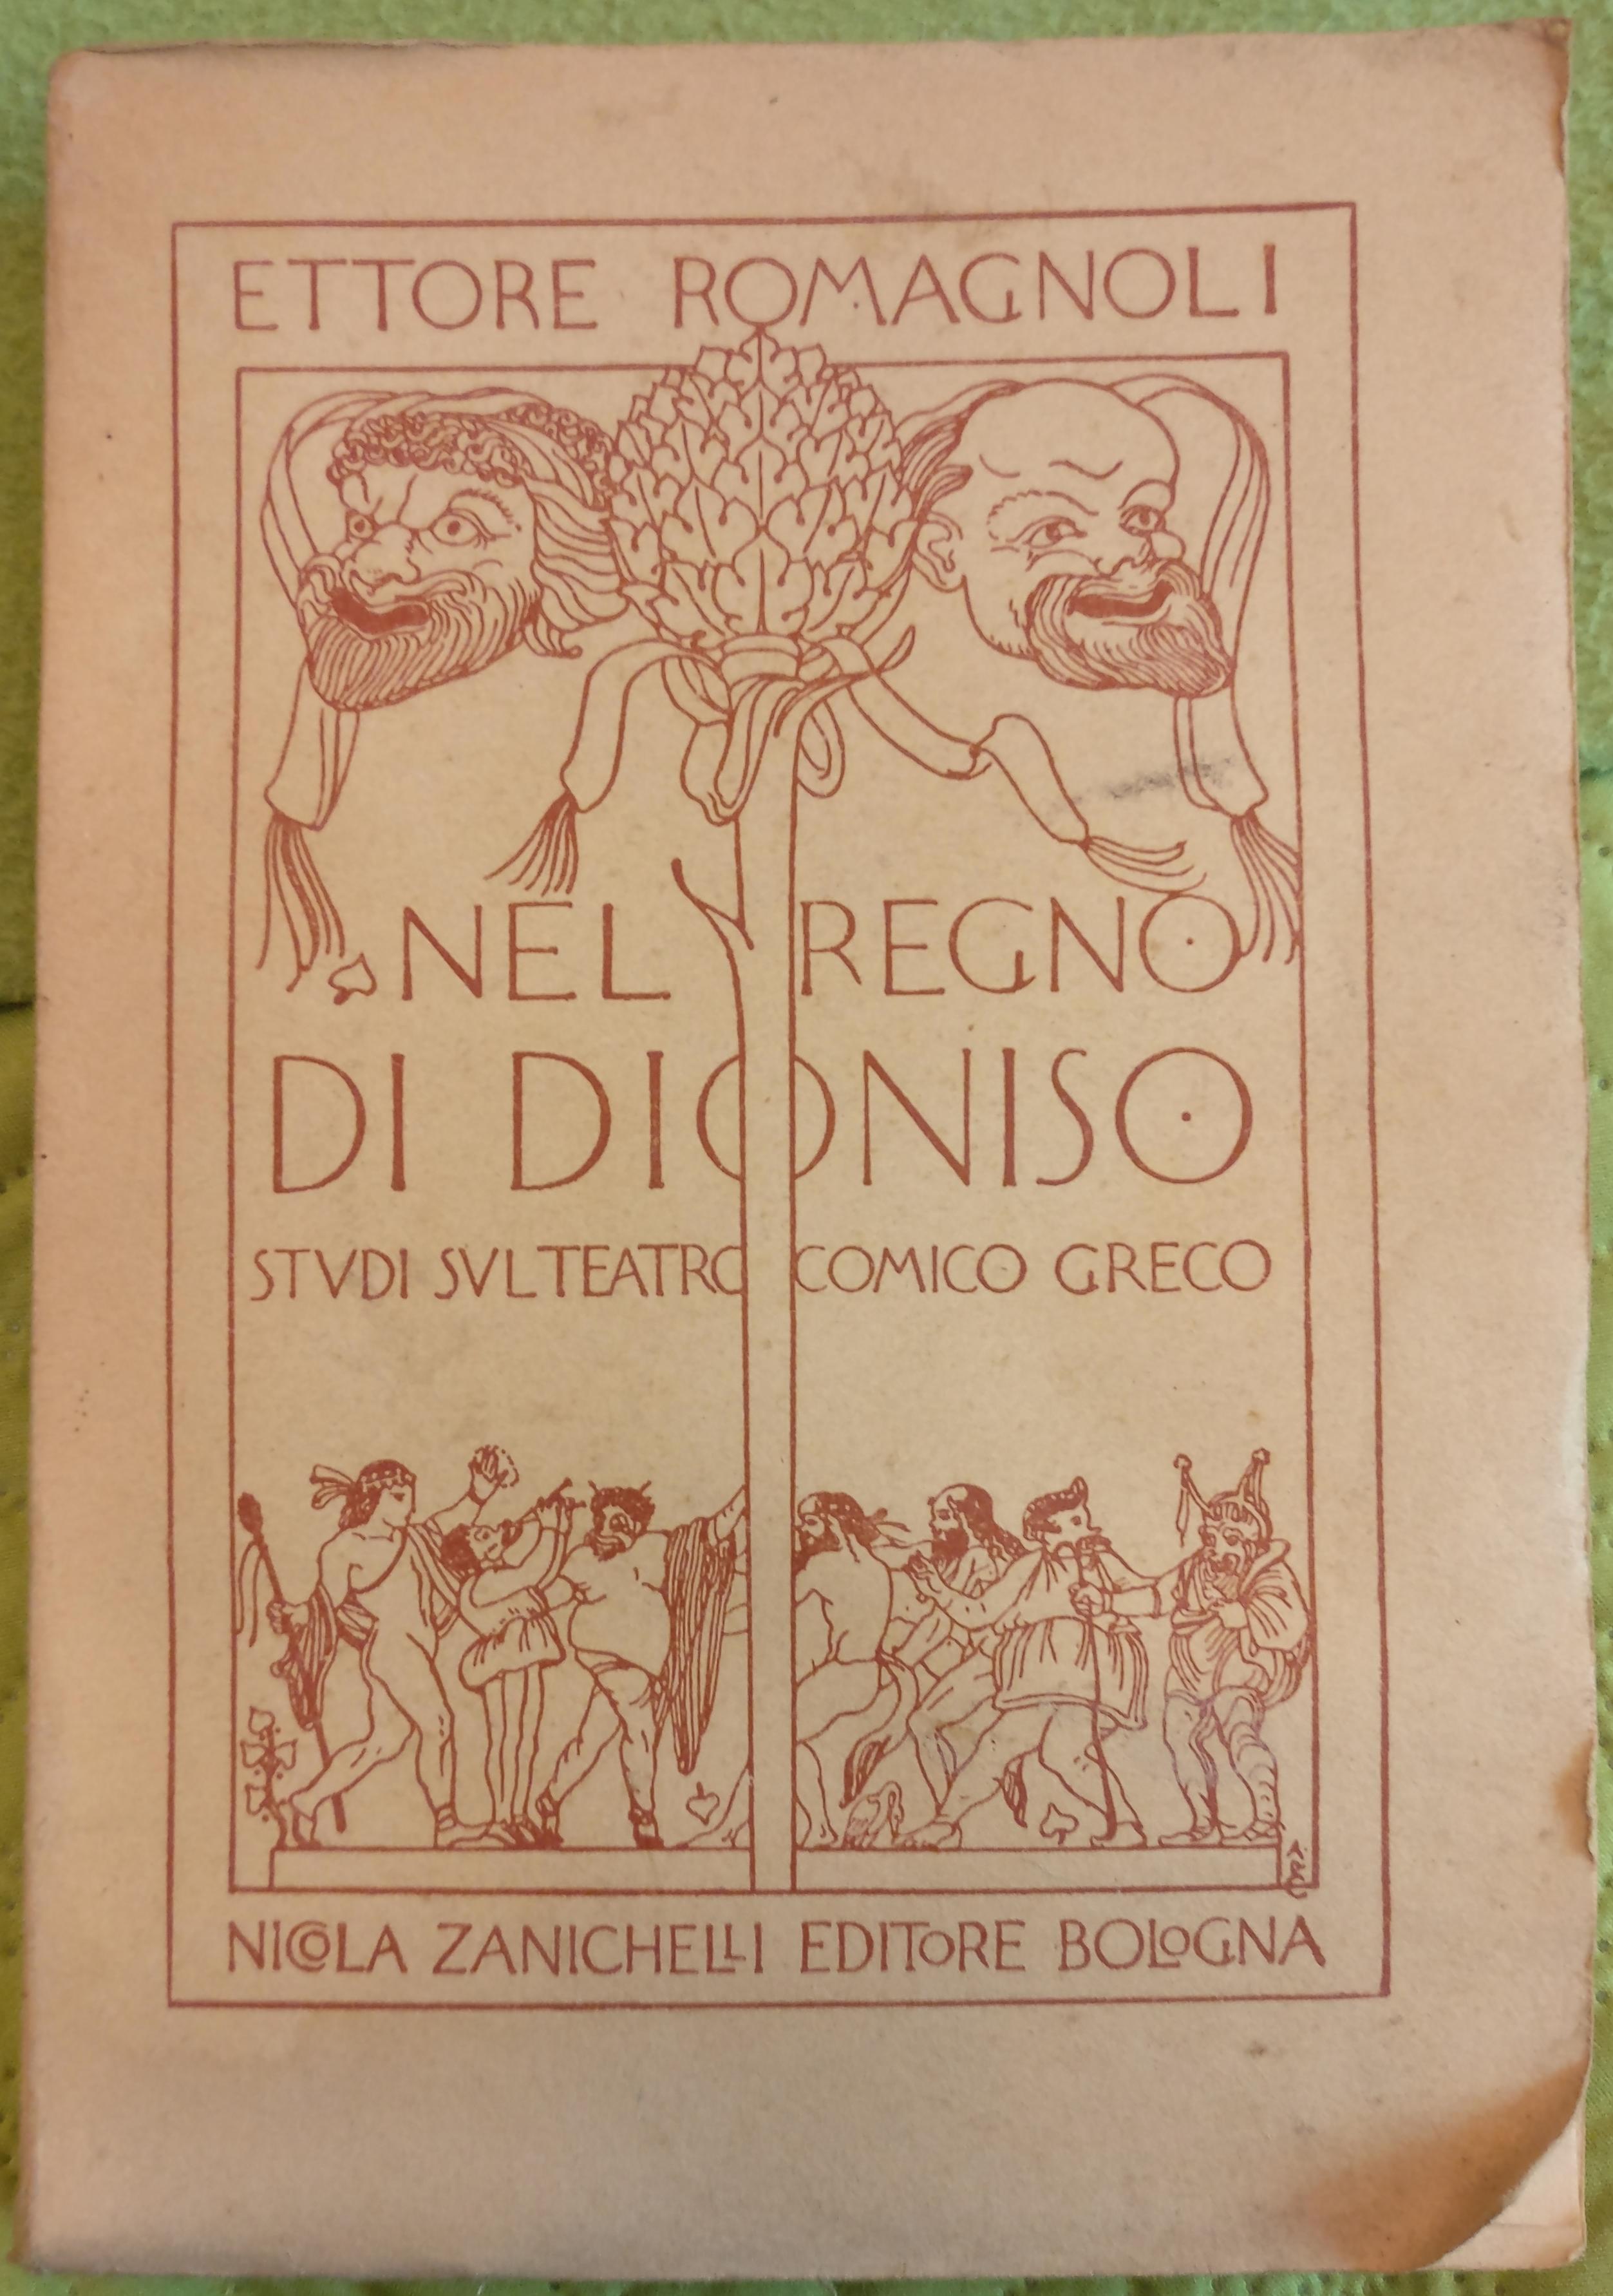 ETTORE ROMAGNOLI
NEL REGNO
DI DIONISO
STVDI SVL TEATRO COMICO GRECO
NICOLA ZANICHELLI EDITORE BOLOGNA